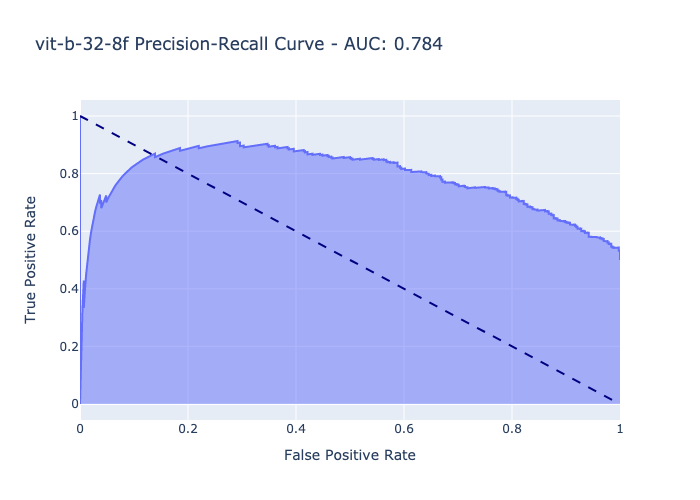 vit-b-32-8f Precision-Recall Curve - AUC: 0.784
True Positive Rate
1
0.8
0.6
0.4
0.2
0
0 0.2 0.4 0.6 0.8 1
False Positive Rate